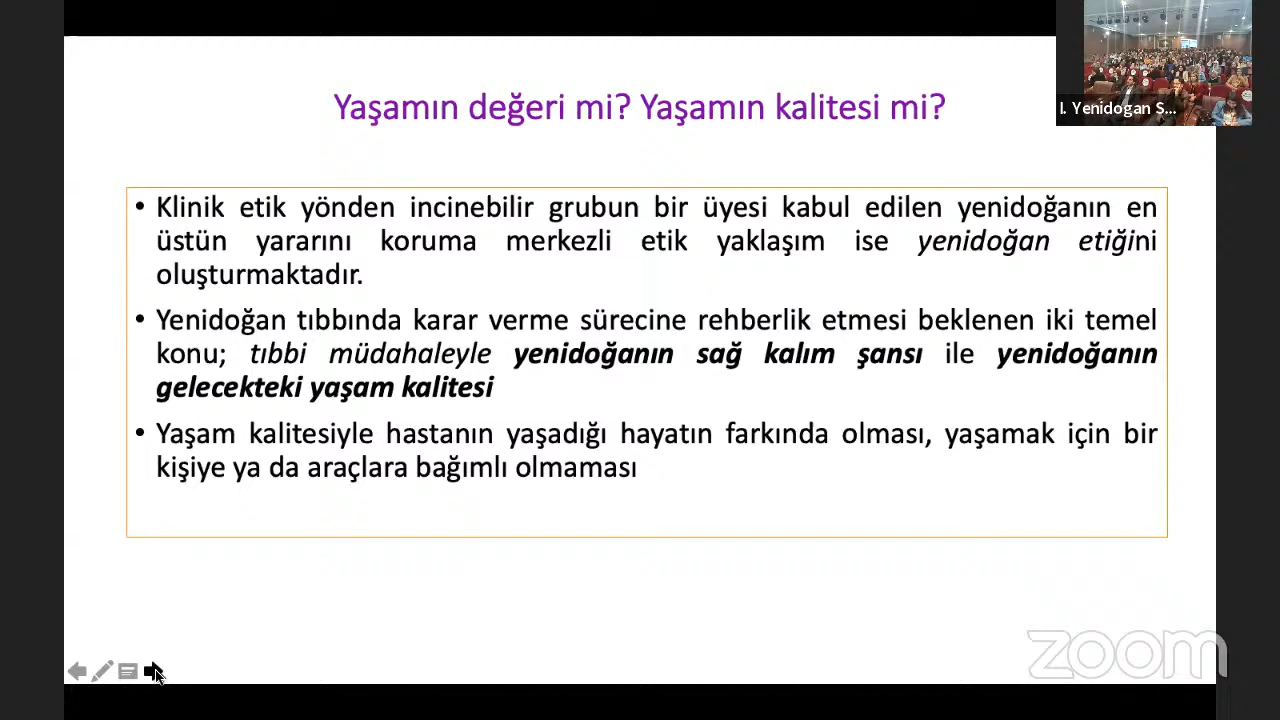 Yaşamın değeri mi? Yaşamın kalitesi mi?
I. Yenidogan S...
• Klinik etik yönden incinebilir grubun bir üyesi kabul edilen yenidoğanın en
üstün yararını koruma merkezli etik yaklaşım ise yenidoğan etiğini
oluşturmaktadır.
• Yenidoğan tıbbında karar verme sürecine rehberlik etmesi beklenen iki temel
konu; tıbbi müdahaleyle yenidoğanın sağ kalım şansı ile yenidoğanın
gelecekteki yaşam kalitesi
• Yaşam kalitesiyle hastanın yaşadığı hayatın farkında olması, yaşamak için bir
kişiye ya da araçlara bağımlı olmaması
zoom